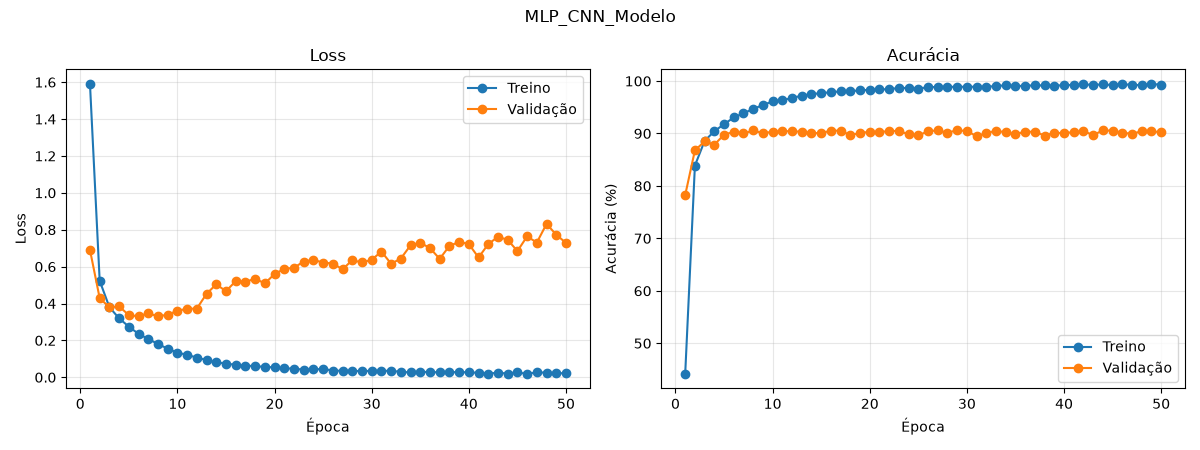 MLP_CNN_Modelo
Loss
1.6
1.4
1.2
1.0
0.8
0.6
0.4
0.2
0.0
Loss
Treino
Validação
0 10 20 30 40 50
Época
Acurácia
100
90
80
70
60
50
Acurácia (%)
Treino
Validação
0 10 20 30 40 50
Época